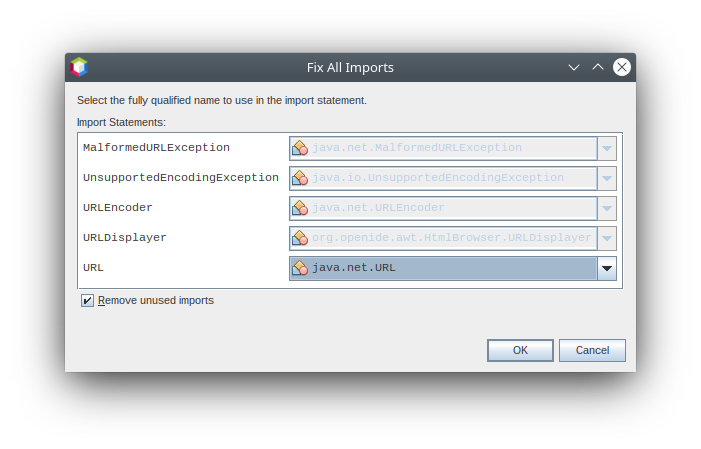 Fix All Imports
Select the fully qualified name to use in the import statement.
Import Statements:
MalformedURLException java.net.MalformedURLException
UnsupportedEncodingException java.io.UnsupportedEncodingException
URLEncoder java.net.URLEncoder
URLDisplayer org.openide.awt.HtmlBrowser.URLDisplayer
URL java.net.URL
Remove unused imports
OK Cancel